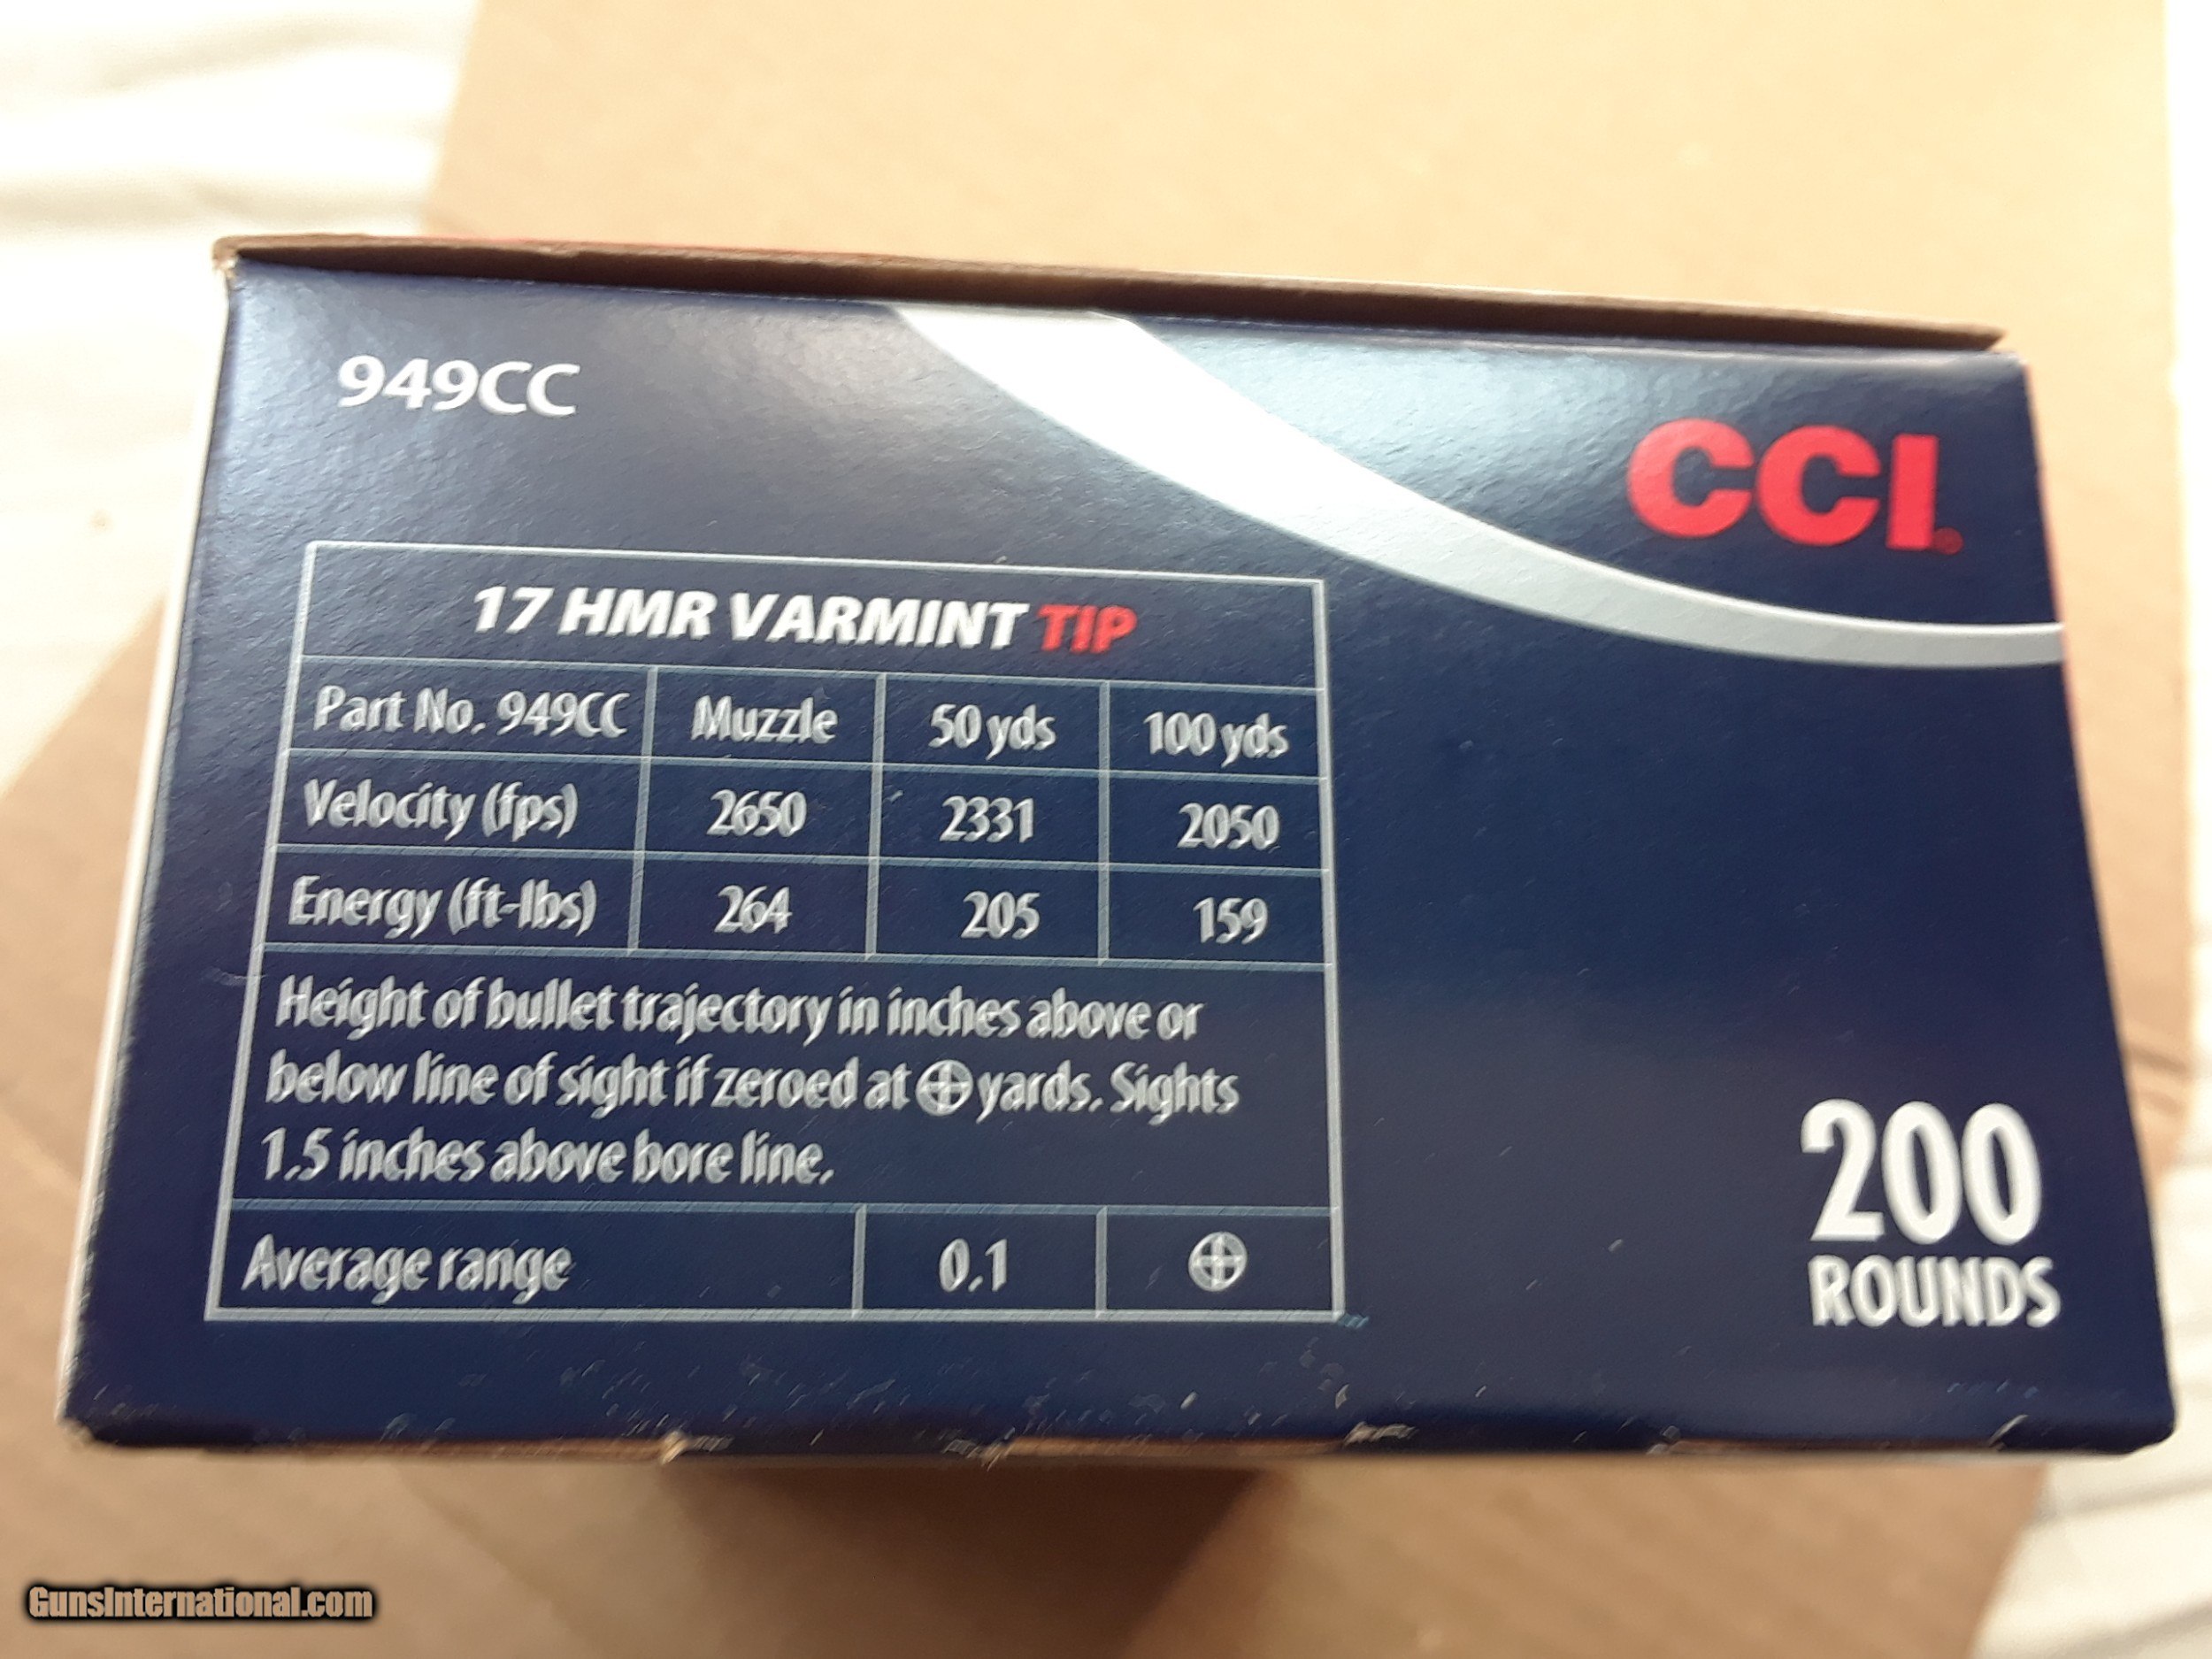 949CC
CCI®
17 HMR VARMINT TIP
Part No. 949CC Muzzle 50 yds 100 yds
Velocity (fps) 2650 2331 2050
Energy (ft-lbs) 264 205 159
Height of bullet trajectory in inches above or
below line of sight if zeroed at ⊕ yards. Sights
1.5 inches above bore line.
Average range 0.1 ⊕
200
ROUNDS
GunsInternational.com